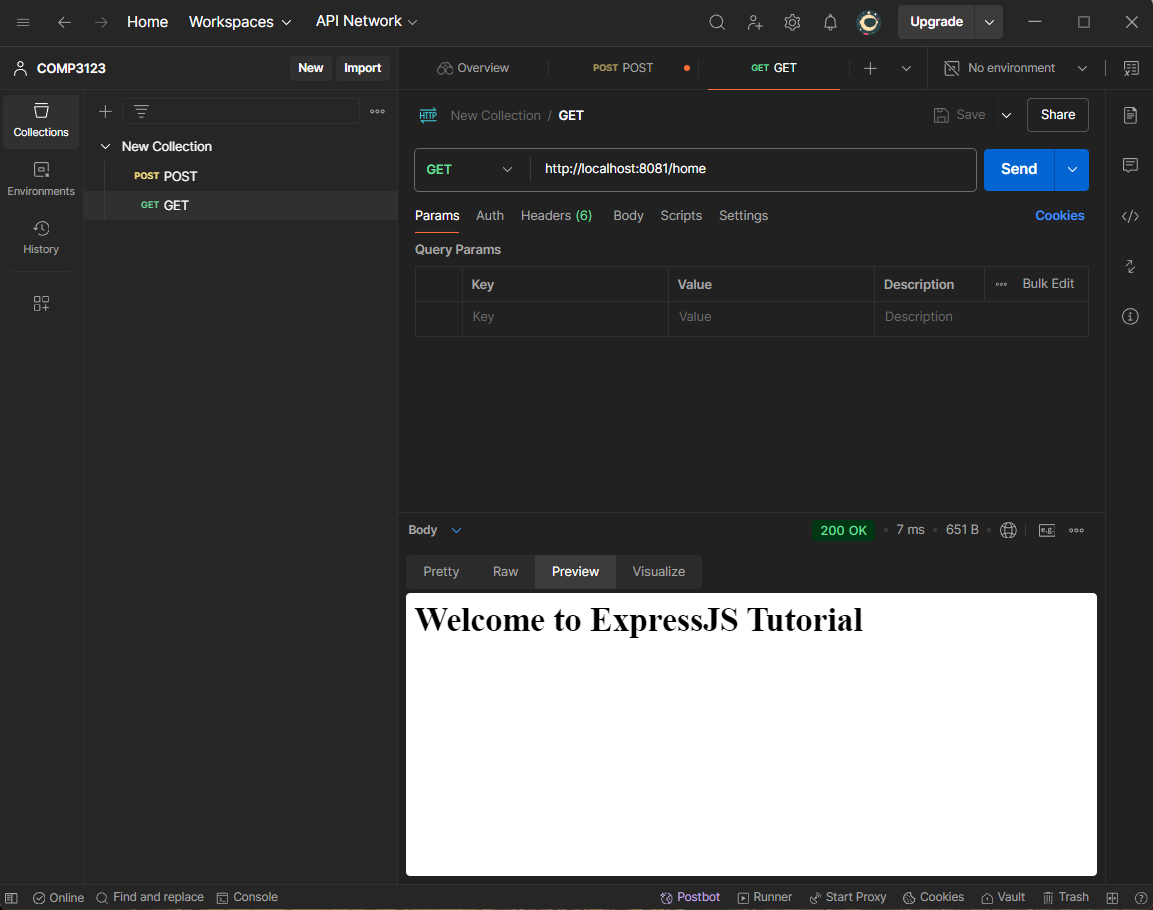 Home Workspaces API Network Upgrade
COMP3123 New Import Overview POST POST GET GET No environment
Collections
Environments
History
New Collection
POST POST
GET GET
HTTP New Collection / GET Save Share
GET http://localhost:8081/home Send
Params Auth Headers (6) Body Scripts Settings Cookies
Query Params
Key Value Description Bulk Edit
Key Value Description
Body 200 OK 7 ms 651 B e.g.
Pretty Raw Preview Visualize
Welcome to ExpressJS Tutorial
Online Find and replace Console Postbot Runner Start Proxy Cookies Vault Trash